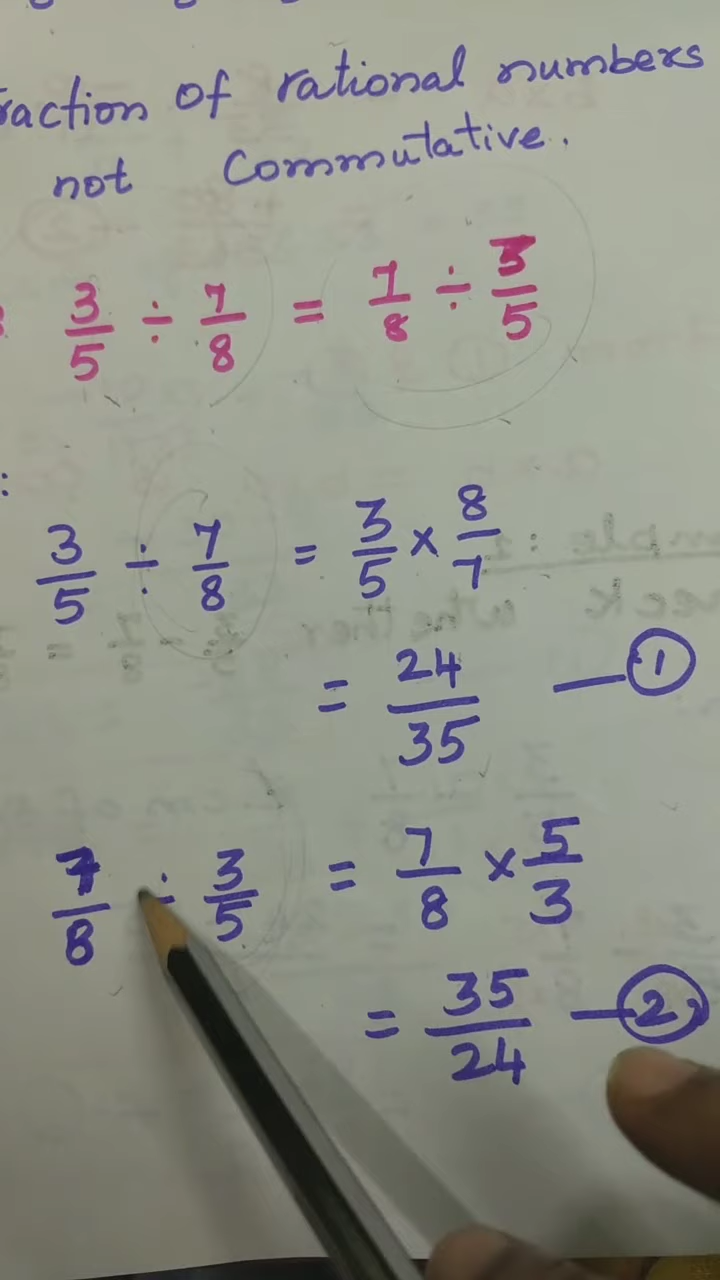 raction of rational numbers
not Commutative.
3/5 ÷ 7/8 = 7/8 ÷ 3/5
:
3/5 ÷ 7/8 = 3/5 × 8/7
= 24/35 — ①
7/8 ÷ 3/5 = 7/8 × 5/3
= 35/24 — ②